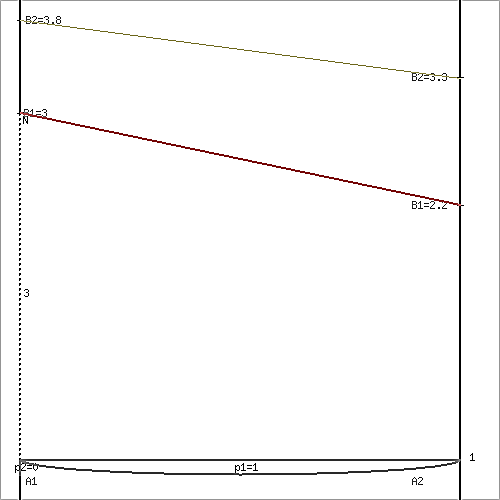 B2=3.8
B2=3.3
B1=3
N
B1=2.2
3
1
p2=0
p1=1
A1
A2